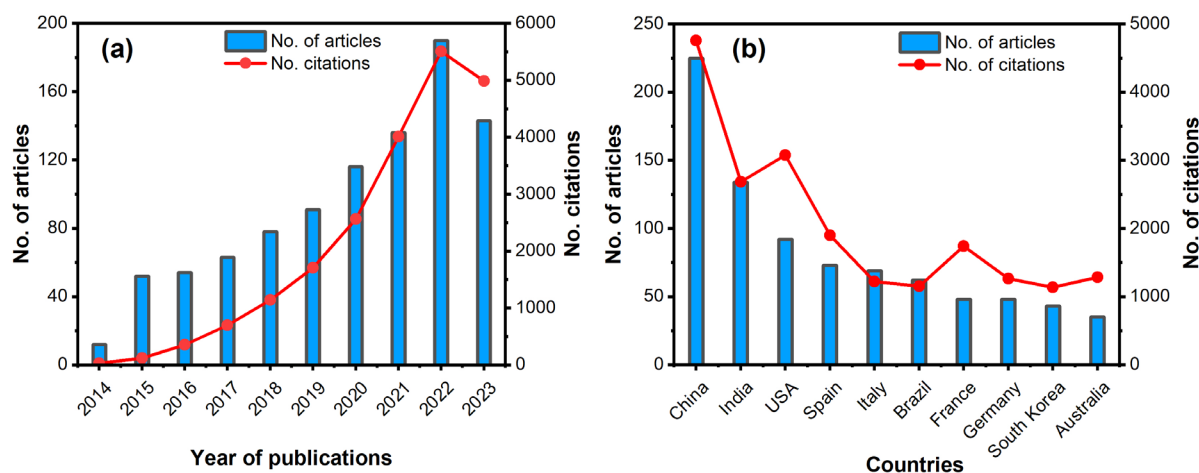 (a)
No. of articles
No. citations
No. of articles
200
160
120
80
40
0
6000
5000
4000
3000
2000
1000
0
No. citations
2014
2015
2016
2017
2018
2019
2020
2021
2022
2023
Year of publications
(b)
No. of articles
No. of citations
No. of articles
250
200
150
100
50
0
5000
4000
3000
2000
1000
0
No. of citations
China
India
USA
Spain
Italy
Brazil
France
Germany
South Korea
Australia
Countries